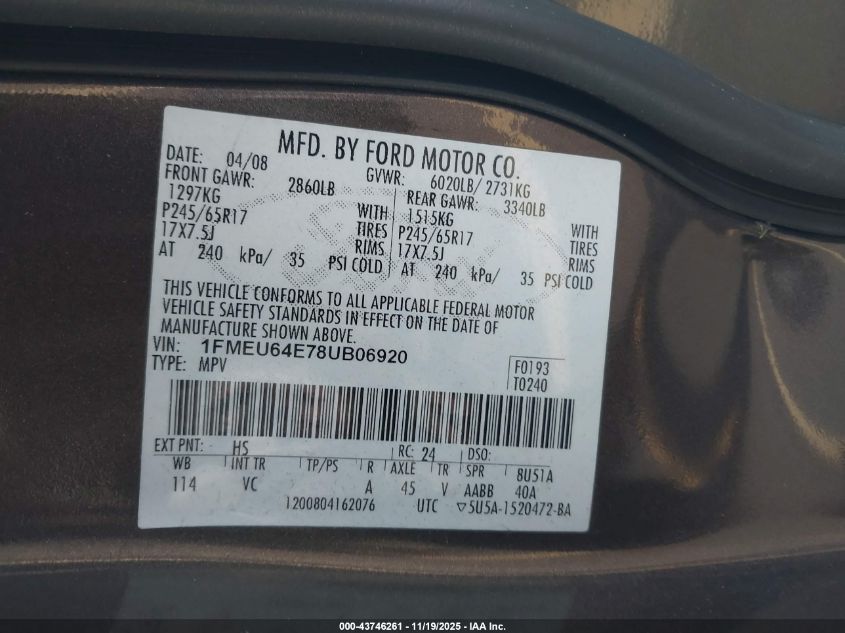 MFD. BY FORD MOTOR CO.
DATE: 04/08 GVWR: 6020LB/ 2731KG
FRONT GAWR: 2860LB REAR GAWR: 3340LB
1297KG WITH 1515KG WITH
P245/65R17 TIRES P245/65R17 TIRES
17X7.5J RIMS 17X7.5J RIMS
AT 240 kPa/ 35 PSI COLD AT 240 kPa/ 35 PSI COLD
THIS VEHICLE CONFORMS TO ALL APPLICABLE FEDERAL MOTOR
VEHICLE SAFETY STANDARDS IN EFFECT ON THE DATE OF
MANUFACTURE SHOWN ABOVE.
VIN: 1FMEU64E78UB06920
TYPE: MPV
F0193
T0240
EXT PNT: HS RC: 24 DSO:
WB INT TR TP/PS R AXLE TR SPR 8U51A
114 VC A 45 V AABB 40A
1200804162076 UTC ▽5U5A-1520472-BA
000-43746261 - 11/19/2025 - IAA Inc.